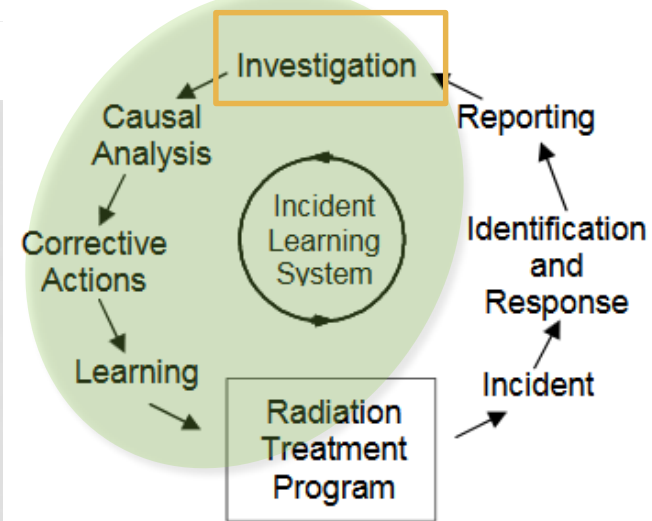 Investigation
Causal
Analysis
Reporting
Incident
Learning
System
Corrective
Actions
Identification
and
Response
Learning
Incident
Radiation
Treatment
Program